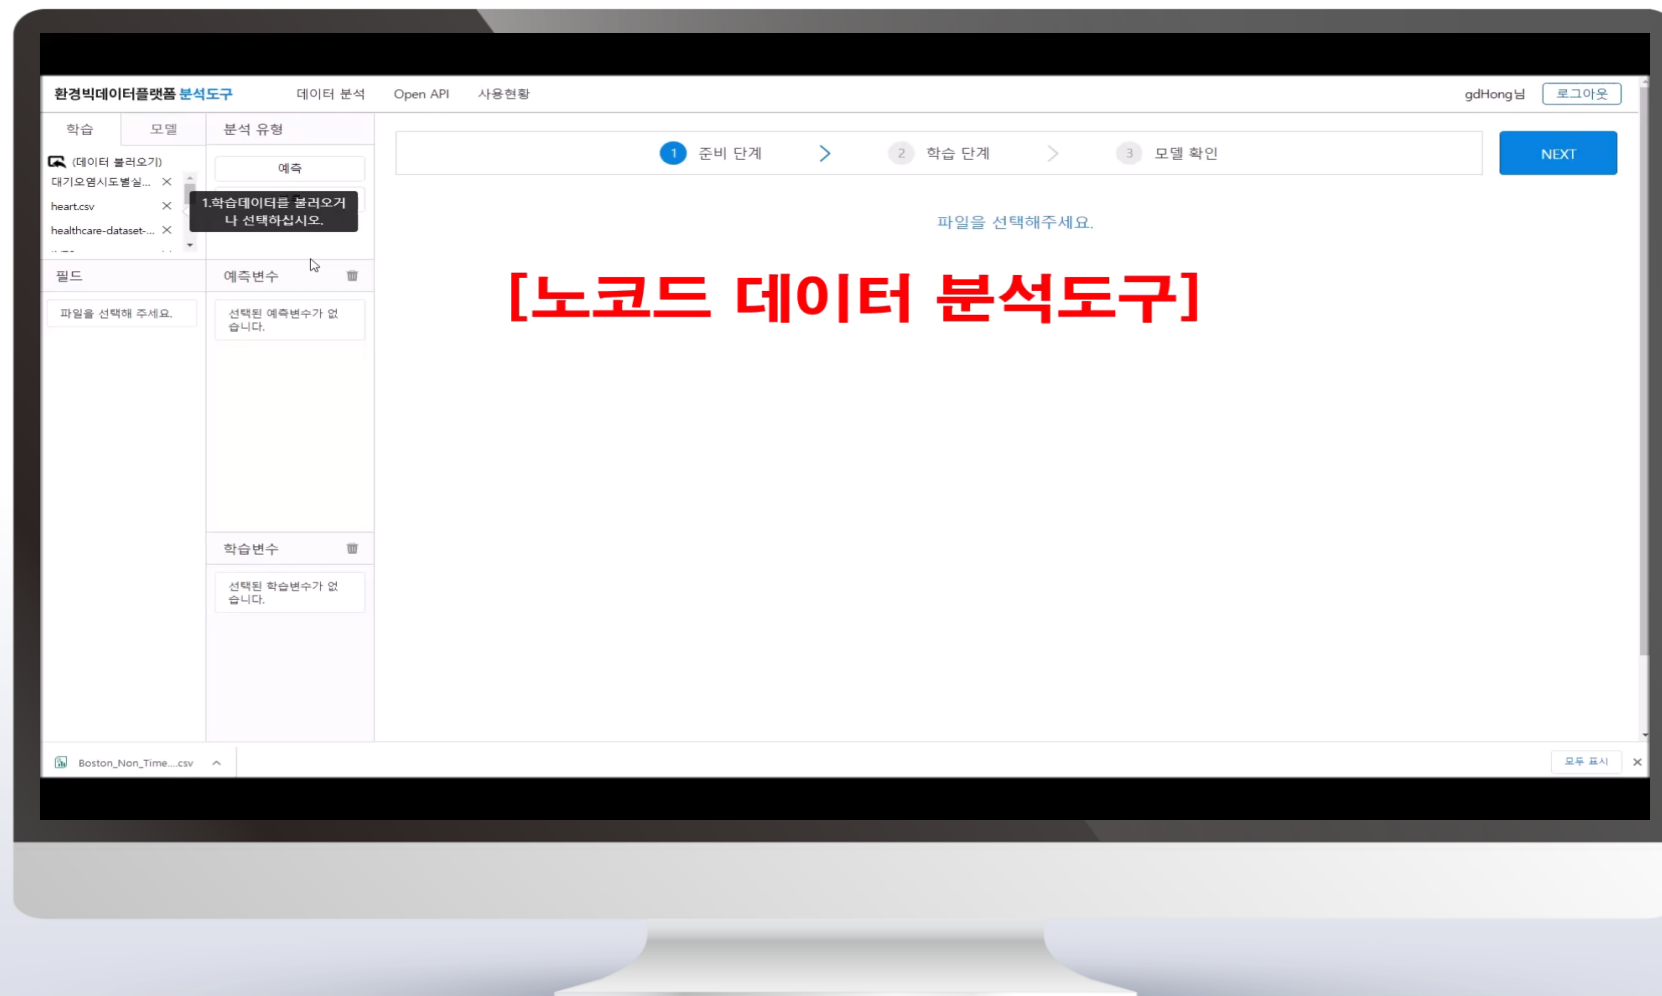 환경빅데이터플랫폼 분석도구 데이터 분석 Open API 사용현황 gdHong님 로그아웃
학습 모델 분석 유형
(데이터 불러오기)
대기오염시도별실...
heart.csv
healthcare-dataset-...
예측
1.학습데이터를 불러오거
나 선택하십시오.
1 준비 단계 2 학습 단계 3 모델 확인
NEXT
파일을 선택해주세요.
[노코드 데이터 분석도구]
필드
파일을 선택해 주세요.
예측변수
선택된 예측변수가 없
습니다.
학습변수
선택된 학습변수가 없
습니다.
Boston_Non_Time....csv
모두 표시